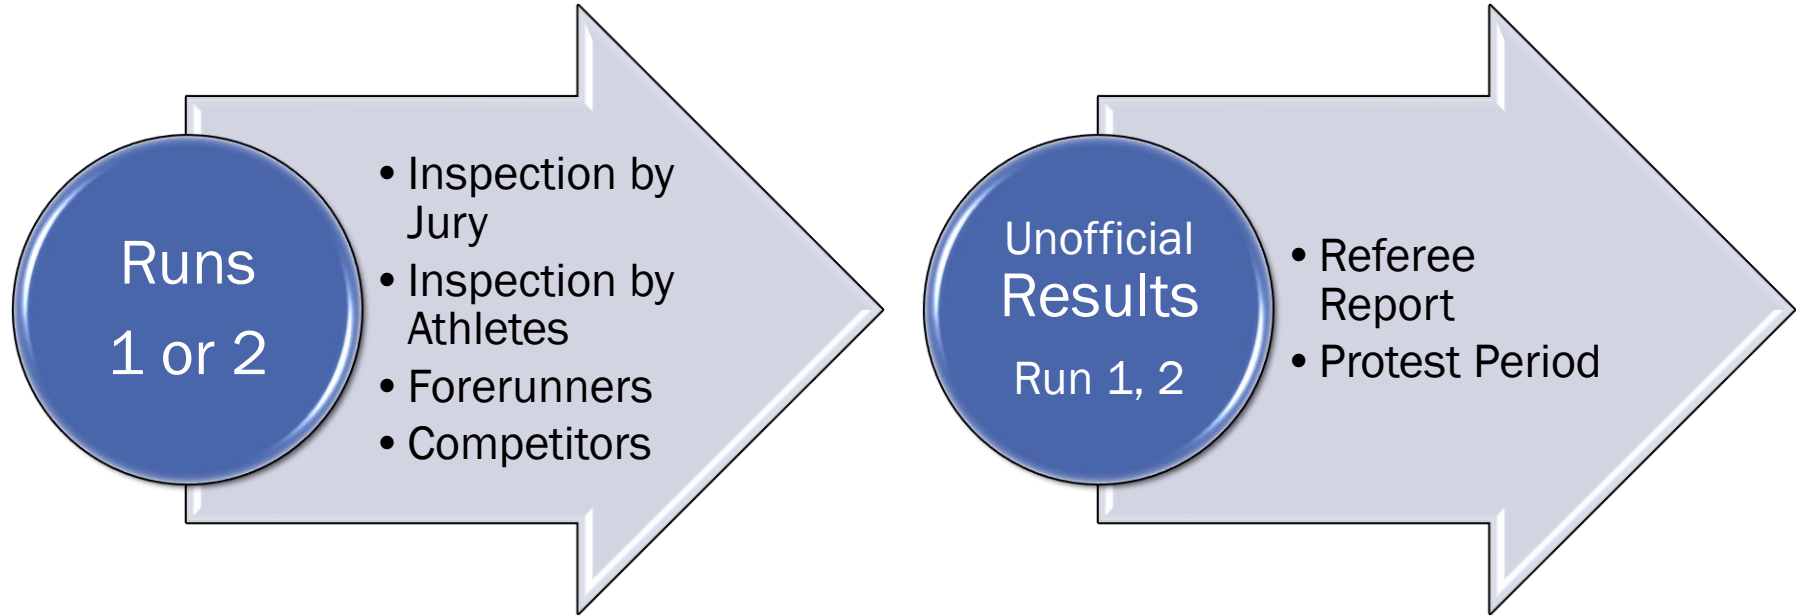 Runs
1 or 2
• Inspection by
Jury
• Inspection by
Athletes
• Forerunners
• Competitors
Unofficial
Results
Run 1, 2
• Referee
Report
• Protest Period